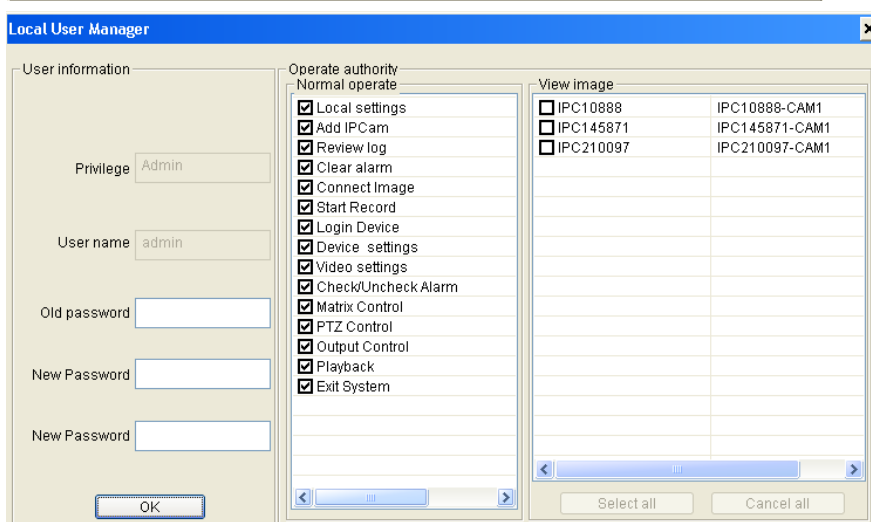 Local User Manager
User information
Privilege Admin
User name admin
Old password
New Password
New Password
OK
Operate authority
Normal operate
Local settings
Add IPCam
Review log
Clear alarm
Connect Image
Start Record
Login Device
Device  settings
Video settings
Check/Uncheck Alarm
Matrix Control
PTZ Control
Output Control
Playback
Exit System
View image
IPC10888 IPC10888-CAM1
IPC145871 IPC145871-CAM1
IPC210097 IPC210097-CAM1
Select all Cancel all